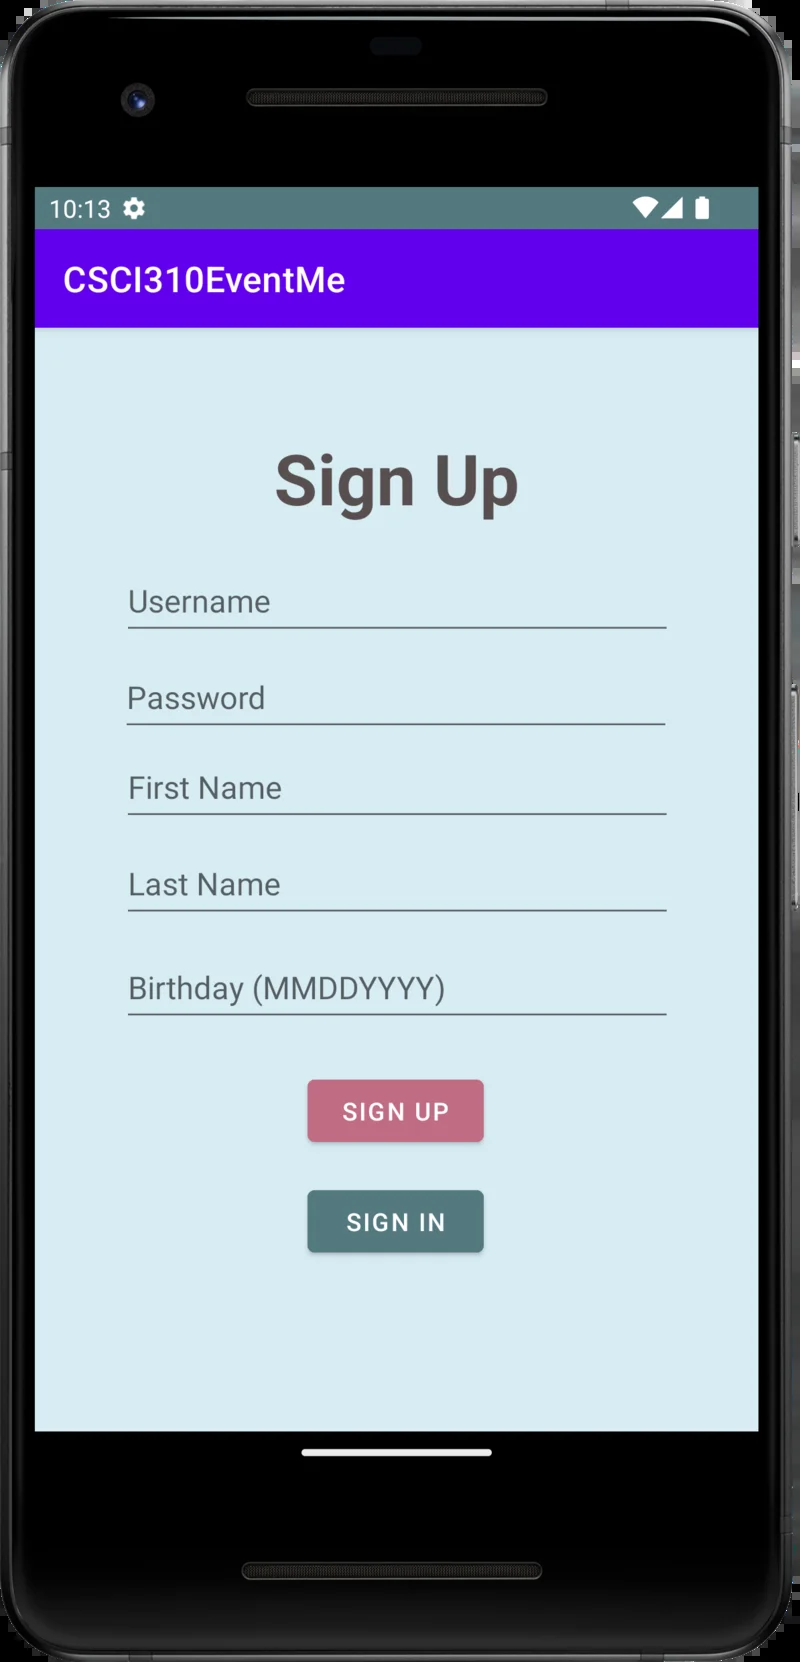 10:13
CSCI310EventMe
Sign Up
Username
Password
First Name
Last Name
Birthday (MMDDYYYY)
SIGN UP
SIGN IN